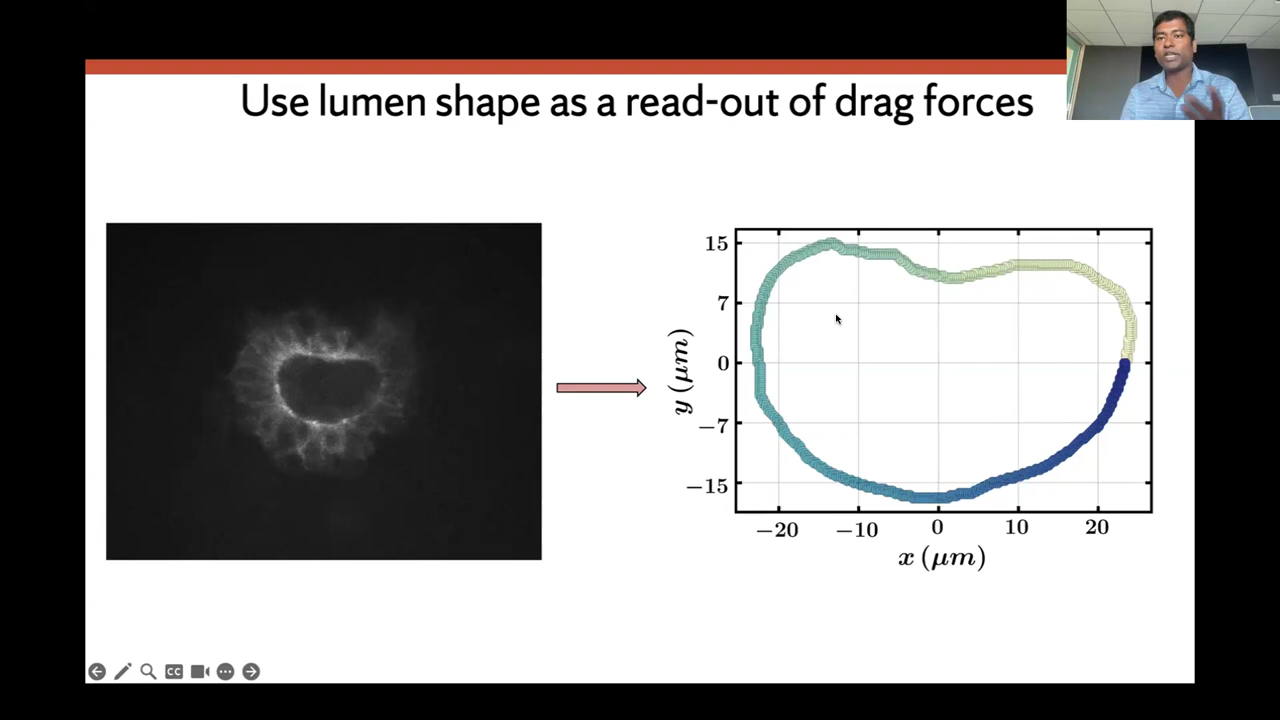 Use lumen shape as a read-out of drag forces
15
7
0
−7
−15
y (μm)
−20 −10 0 10 20
x (μm)
CC